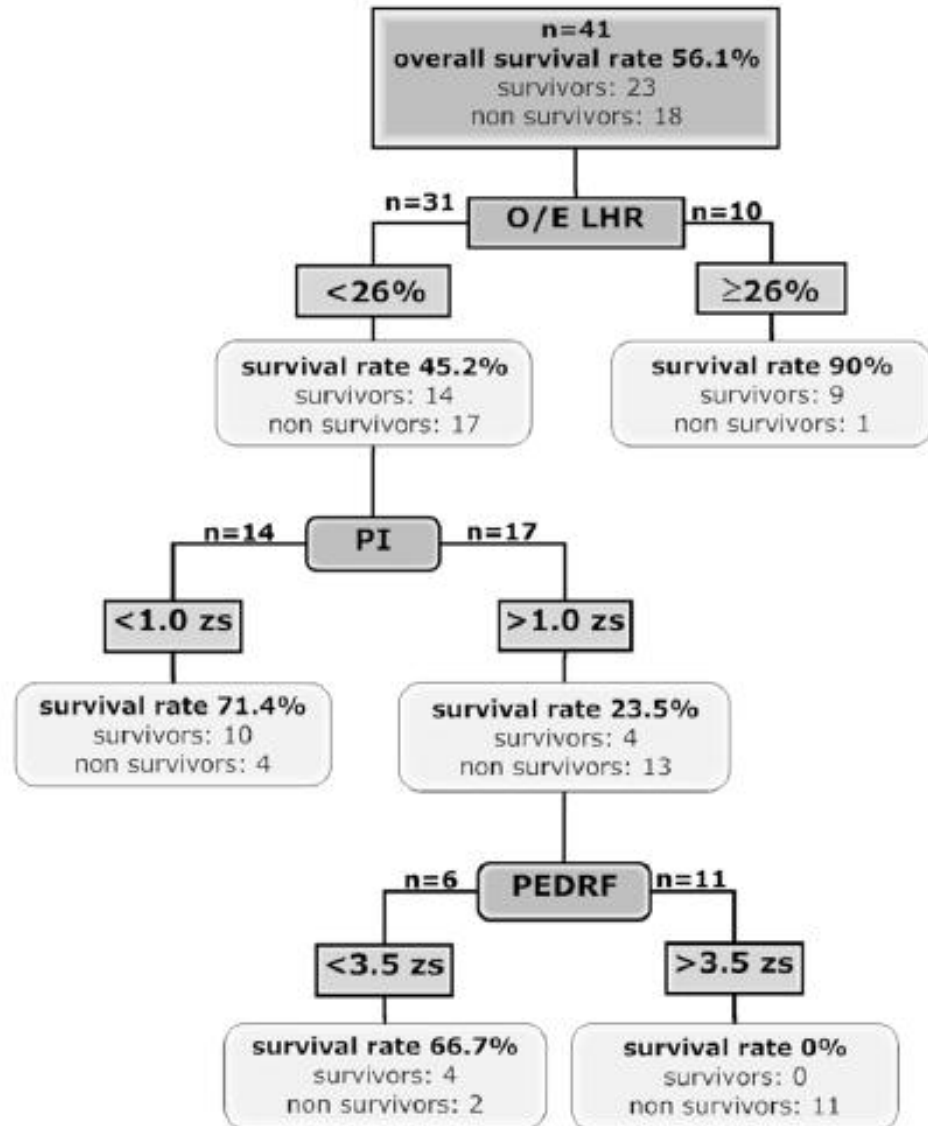 n=41
overall survival rate 56.1%
survivors: 23
non survivors: 18
n=31
O/E LHR
n=10
<26%
≥26%
survival rate 45.2%
survivors: 14
non survivors: 17
survival rate 90%
survivors: 9
non survivors: 1
n=14
PI
n=17
<1.0 zs
>1.0 zs
survival rate 71.4%
survivors: 10
non survivors: 4
survival rate 23.5%
survivors: 4
non survivors: 13
n=6
PEDRF
n=11
<3.5 zs
>3.5 zs
survival rate 66.7%
survivors: 4
non survivors: 2
survival rate 0%
survivors: 0
non survivors: 11